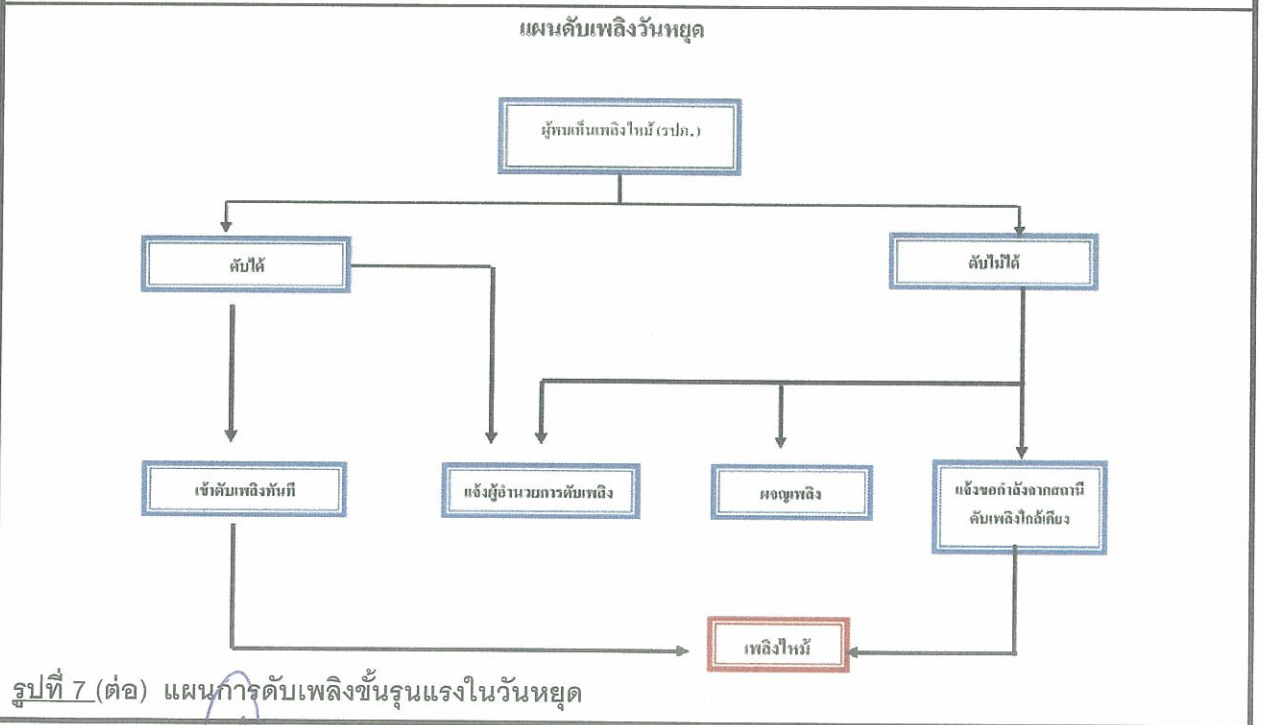 แผนดับเพลิงวันหยุด
ผู้พบเห็นเพลิงไหม้ (รปภ.)
ดับได้
ดับไม่ได้
เข้าดับเพลิงทันที
แจ้งผู้อำนวยการดับเพลิง
ผจญเพลิง
แจ้งขอกำลังจากสถานี
ดับเพลิงใกล้เคียง
เพลิงไหม้
รูปที่ 7 (ต่อ) แผนการดับเพลิงขั้นรุนแรงในวันหยุด